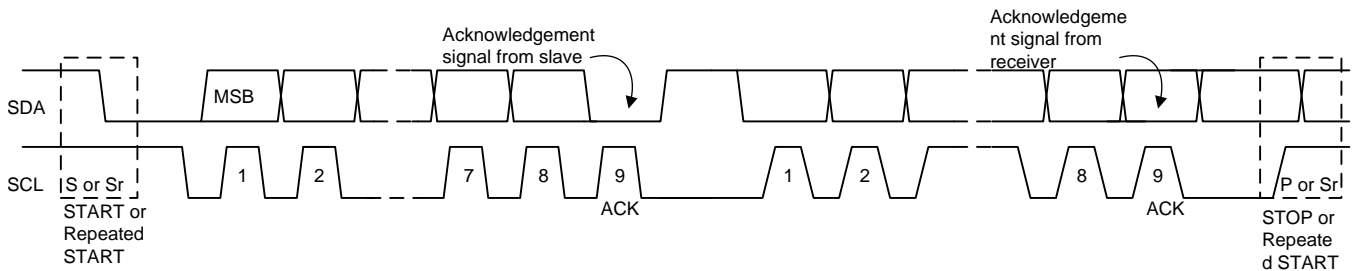 Acknowledgement
signal from slave
Acknowledgeme
nt signal from
receiver
SDA
MSB
SCL
S or Sr
1
2
7
8
9
1
2
8
9
P or Sr
ACK
ACK
START or
Repeated
START
STOP or
Repeate
d START